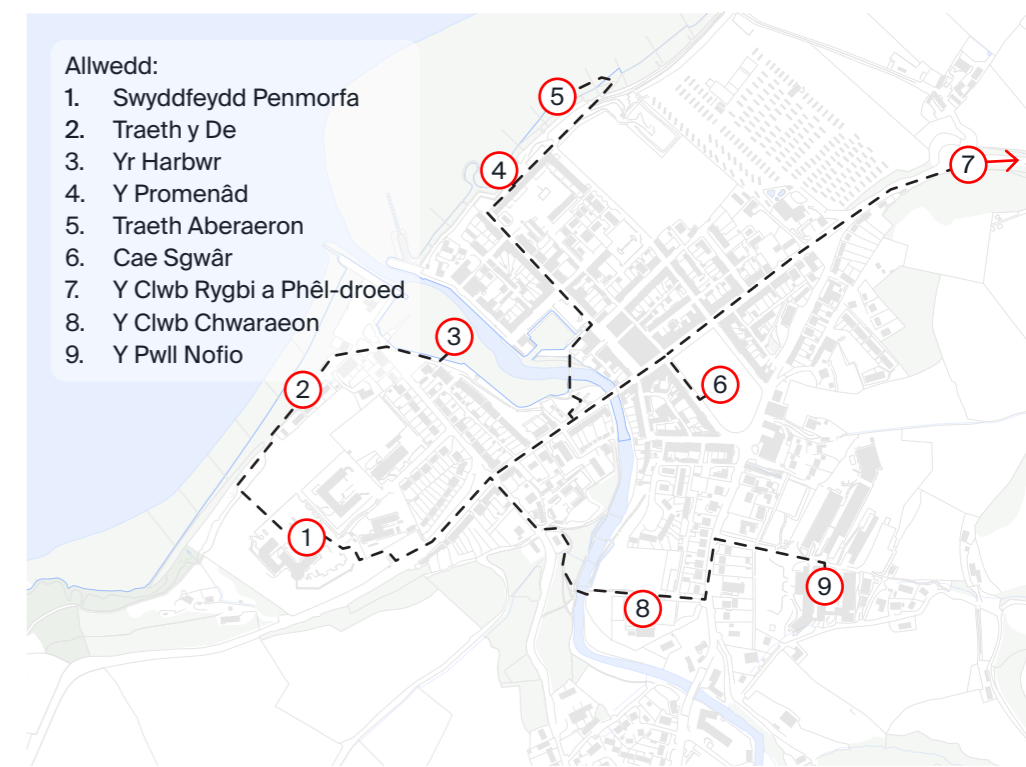 Allwedd:
1. Swyddfeydd Penmorfa
2. Traeth y De
3. Yr Harbwr
4. Y Promenâd
5. Traeth Aberaeron
6. Cae Sgwâr
7. Y Clwb Rygbi a Phêl-droed
8. Y Clwb Chwaraeon
9. Y Pwll Nofio
5
4
7
3
6
2
1
9
8